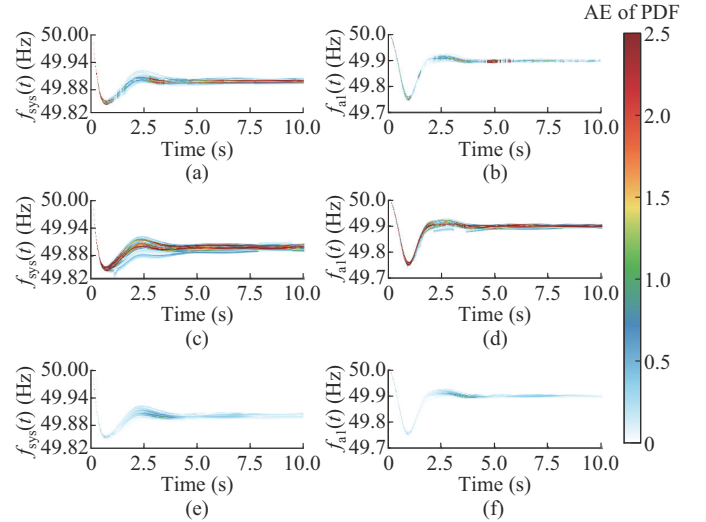 AE of PDF
2.5
2.0
1.5
1.0
0.5
0
50.00
49.94
49.88
49.82
f_sys(t) (Hz)
0 2.5 5.0 7.5 10.0
Time (s)
(a)
50.0
49.9
49.8
49.7
f_a1(t) (Hz)
0 2.5 5.0 7.5 10.0
Time (s)
(b)
50.00
49.94
49.88
49.82
f_sys(t) (Hz)
0 2.5 5.0 7.5 10.0
Time (s)
(c)
50.0
49.9
49.8
49.7
f_a1(t) (Hz)
0 2.5 5.0 7.5 10.0
Time (s)
(d)
50.00
49.94
49.88
49.82
f_sys(t) (Hz)
0 2.5 5.0 7.5 10.0
Time (s)
(e)
50.0
49.9
49.8
49.7
f_a1(t) (Hz)
0 2.5 5.0 7.5 10.0
Time (s)
(f)